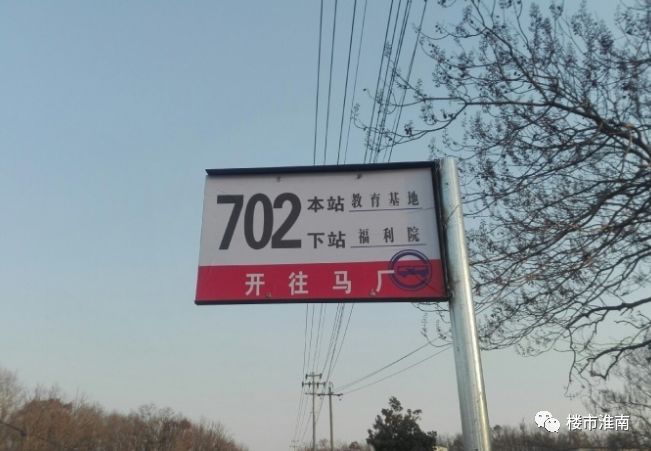 702
本站 教育基地
下站 福利院
开往马厂
楼市淮南